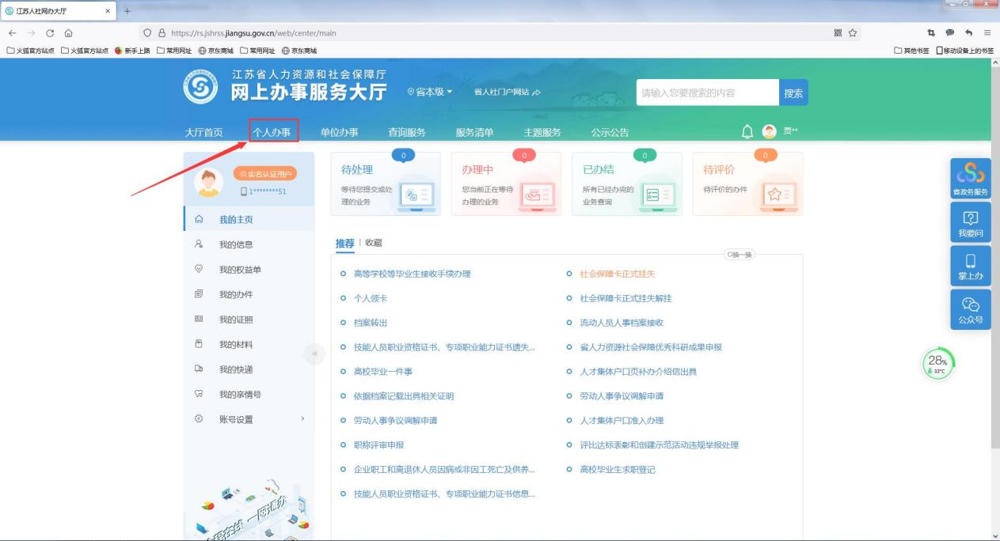 江苏人社网办大厅
https://rs.jshrss.jiangsu.gov.cn/web/center/main
火狐官方站点 火狐官方站点 新手上路 常用网址 京东商城 常用网址 京东商城 其他书签 移动设备上的书签
江苏省人力资源和社会保障厅
网上办事服务大厅
省本级 省人社门户网站
请输入您要搜索的内容 搜索
大厅首页 个人办事 单位办事 查询服务 服务清单 主题服务 公示公告 贾**
实名认证用户
1********51
我的主页
我的信息
我的权益单
我的办件
我的证照
我的材料
我的快递
我的亲情号
账号设置
0
待处理
等待您提交或处
理的业务
0
办理中
您当前正在等待
办理的业务
0
已办结
所有已经办完的
业务查询
0
待评价
待评价的办件
推荐 | 收藏
换一换
高等学校等毕业生接收手续办理
社会保障卡正式挂失
个人领卡
社会保障卡正式挂失解挂
档案转出
流动人员人事档案接收
技能人员职业资格证书、专项职业能力证书遗失...
省人力资源社会保障优秀科研成果申报
高校毕业一件事
人才集体户口页补办介绍信出具
依据档案记载出具相关证明
劳动人事争议调解申请
劳动人事争议调解申请
人才集体户口准入办理
职称评审申报
评比达标表彰和创建示范活动违规举报处理
企业职工和离退休人员因病或非因工死亡及供养...
高校毕业生求职登记
技能人员职业资格证书、专项职业能力证书信息...
省政务服务
我要问
掌上办
公众号
28%
33°C
一网通办